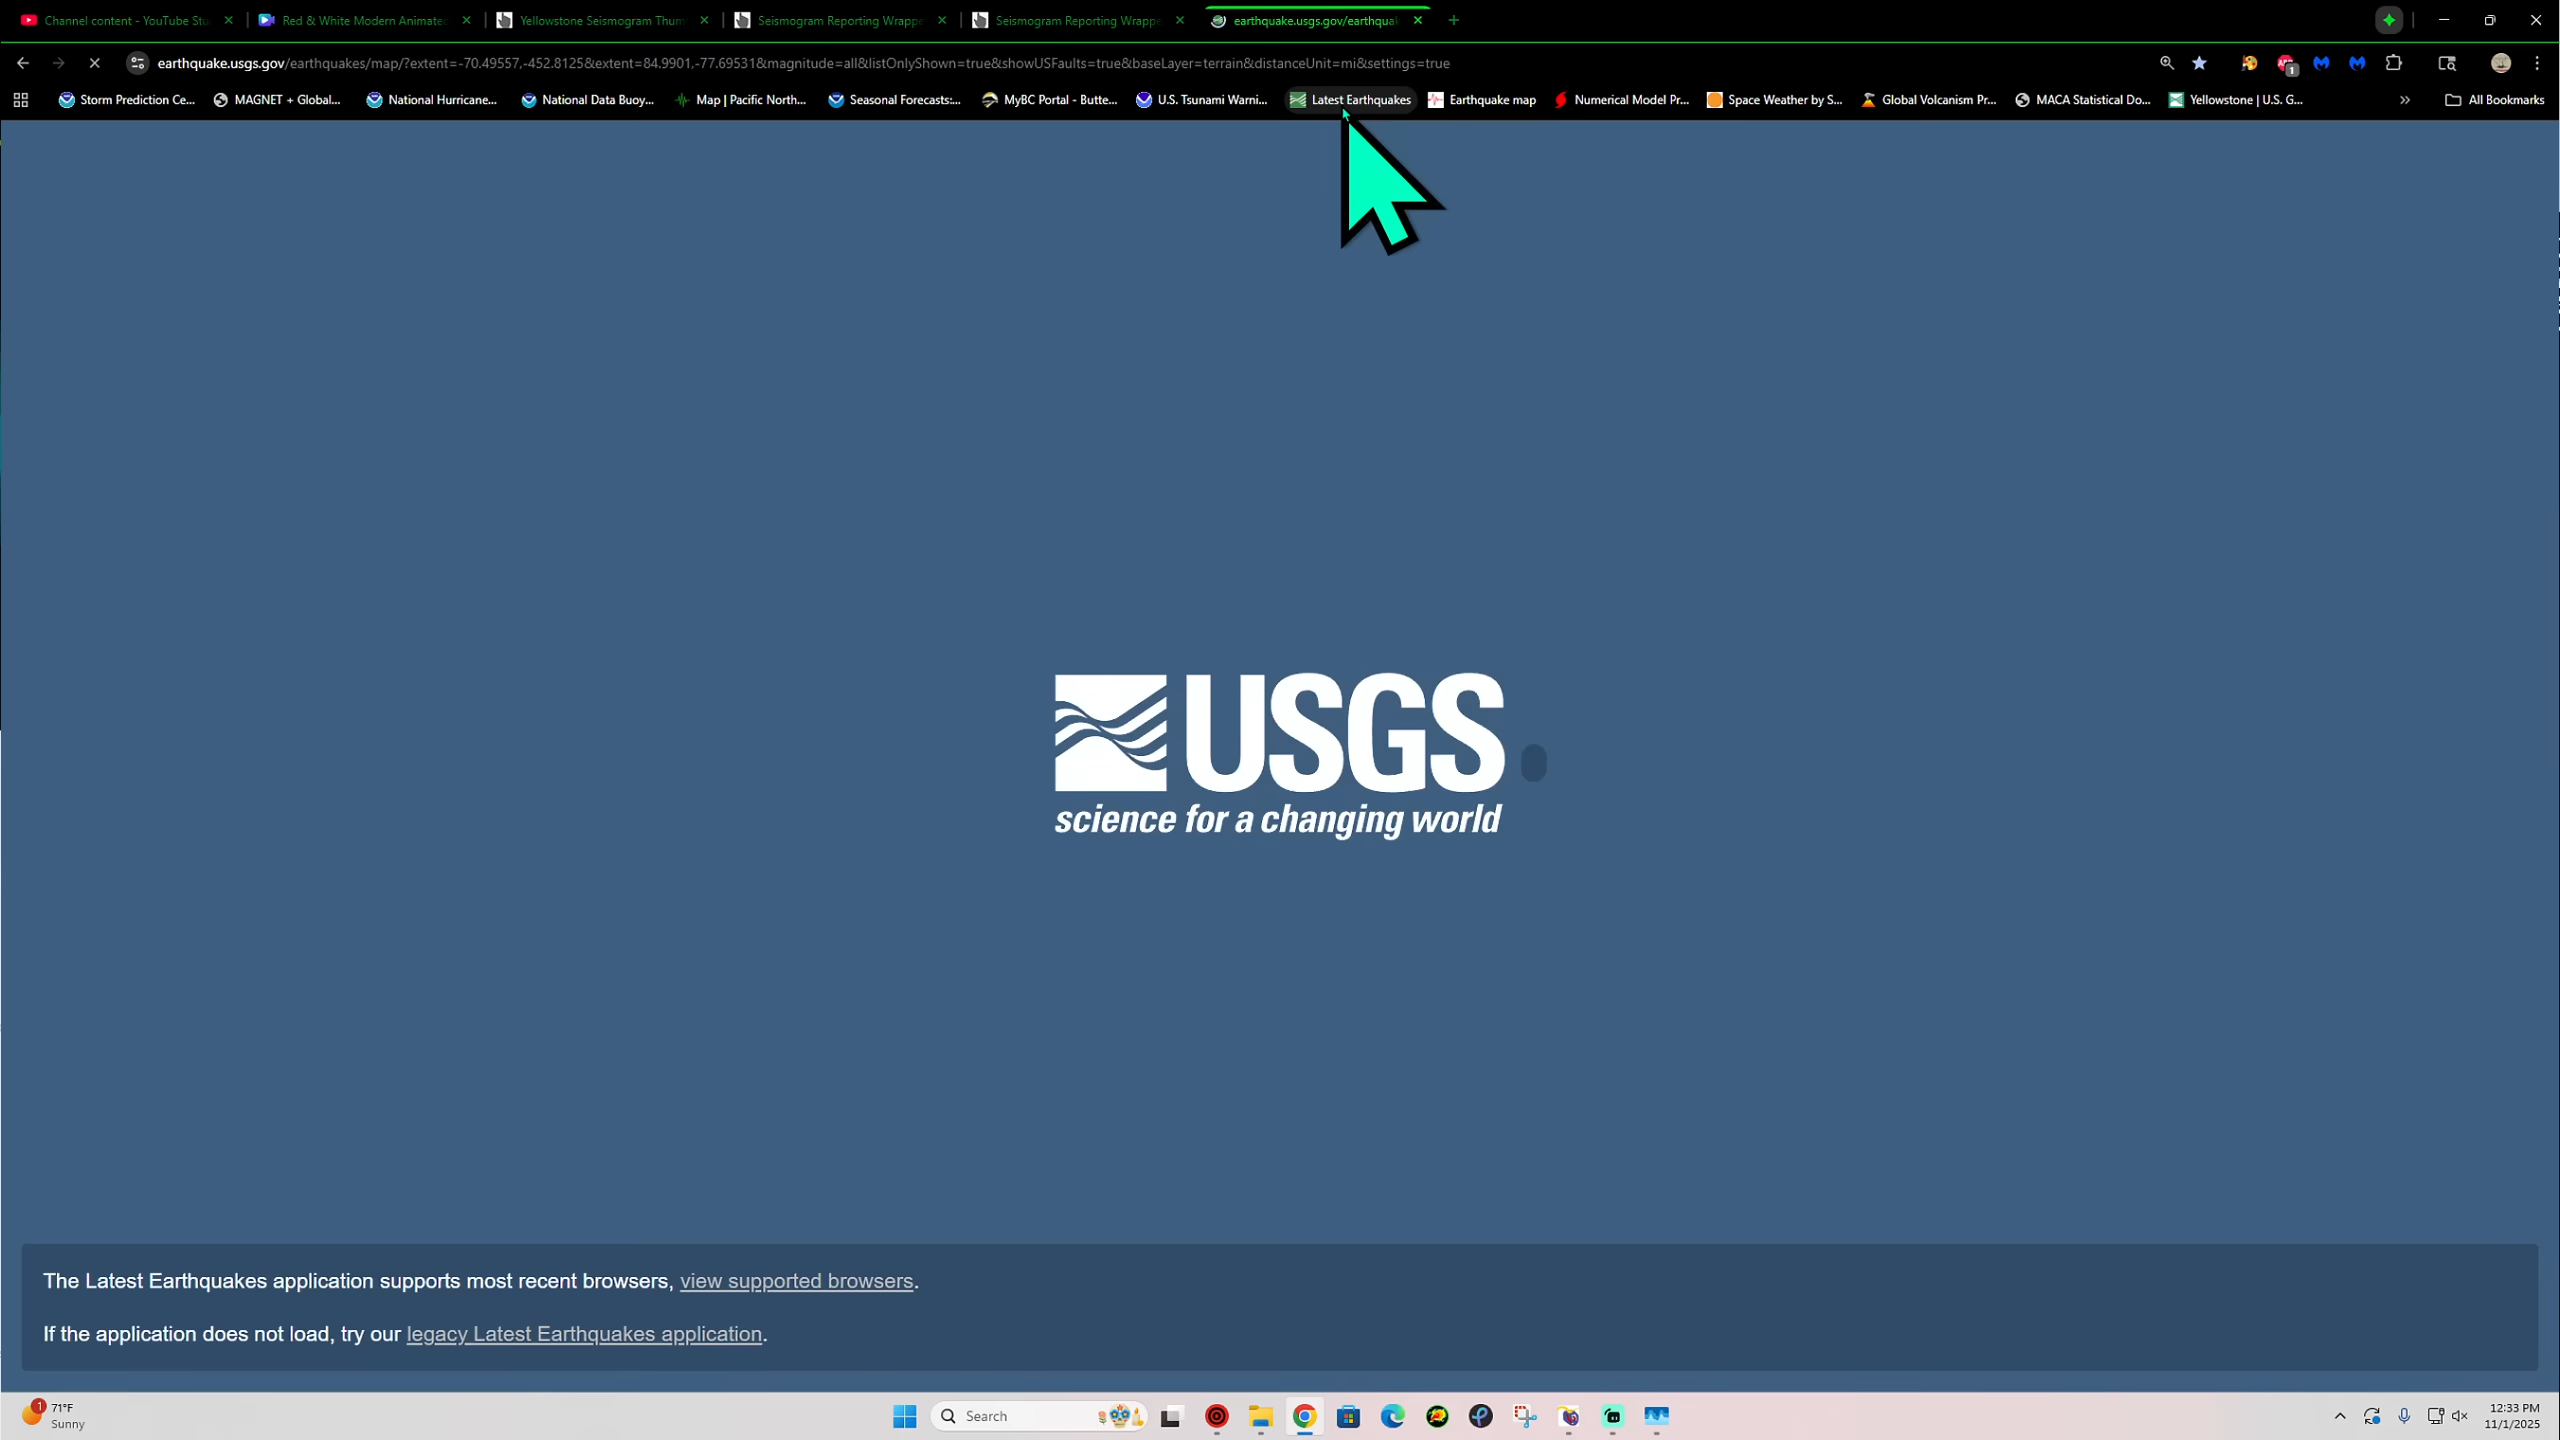 Channel content - YouTube Stu
Red & White Modern Animate
Yellowstone Seismogram Thum
Seismogram Reporting Wrappe
Seismogram Reporting Wrappe
earthquake.usgs.gov/earthqua
earthquake.usgs.gov/earthquakes/map/?extent=-70.49557,-452.8125&extent=84.9901,-77.69531&magnitude=all&listOnlyShown=true&showUSFaults=true&baseLayer=terrain&distanceUnit=mi&settings=true
1
Storm Prediction Ce...
MAGNET + Global...
National Hurricane...
National Data Buoy...
Map | Pacific North...
Seasonal Forecasts:...
MyBC Portal - Butte...
U.S. Tsunami Warni...
Latest Earthquakes
Earthquake map
Numerical Model Pr...
Space Weather by S...
Global Volcanism Pr...
MACA Statistical Do...
Yellowstone | U.S. G...
»
All Bookmarks
USGS
science for a changing world
The Latest Earthquakes application supports most recent browsers, view supported browsers.
If the application does not load, try our legacy Latest Earthquakes application.
1
71°F
Sunny
Search
12:33 PM
11/1/2025